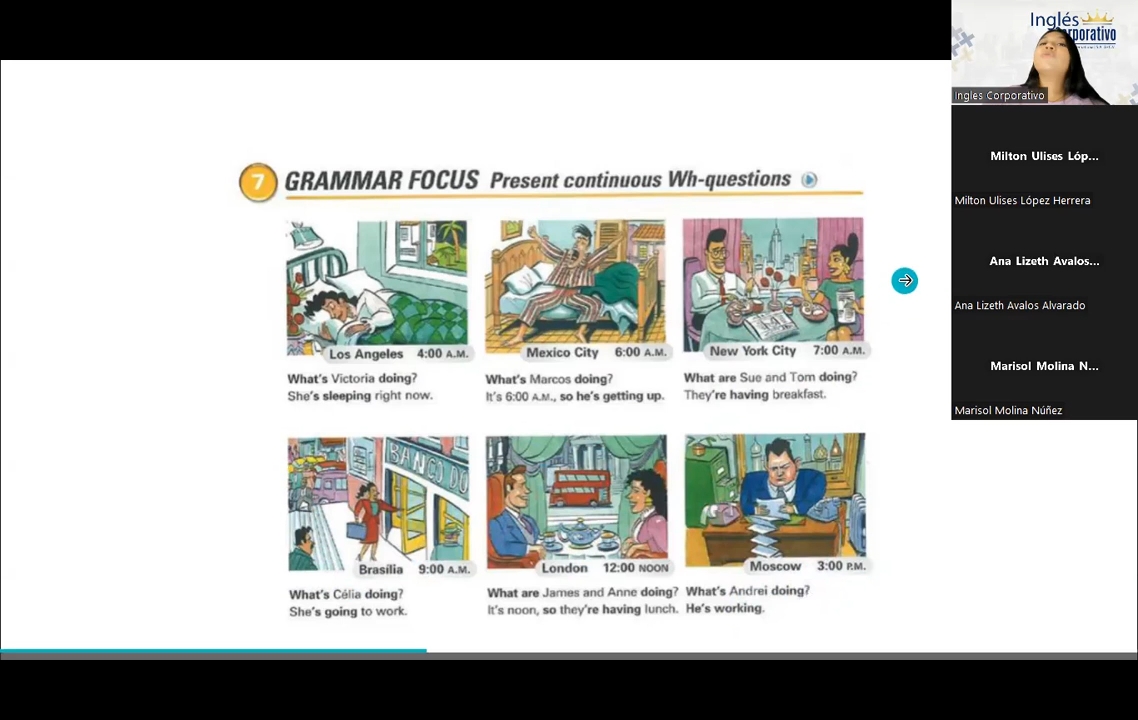 Inglés
Corporativo
Ingles Corporativo
Milton Ulises Lóp...
Milton Ulises López Herrera
Ana Lizeth Avalos...
Ana Lizeth Avalos Alvarado
Marisol Molina N...
Marisol Molina Núñez
7 GRAMMAR FOCUS Present continuous Wh-questions
Los Angeles 4:00 A.M.
What's Victoria doing?
She's sleeping right now.
Mexico City 6:00 A.M.
What's Marcos doing?
It's 6:00 A.M., so he's getting up.
New York City 7:00 A.M.
What are Sue and Tom doing?
They're having breakfast.
BANCO DO
Brasília 9:00 A.M.
What's Célia doing?
She's going to work.
London 12:00 NOON
What are James and Anne doing?
It's noon, so they're having lunch.
Moscow 3:00 P.M.
What's Andrei doing?
He's working.